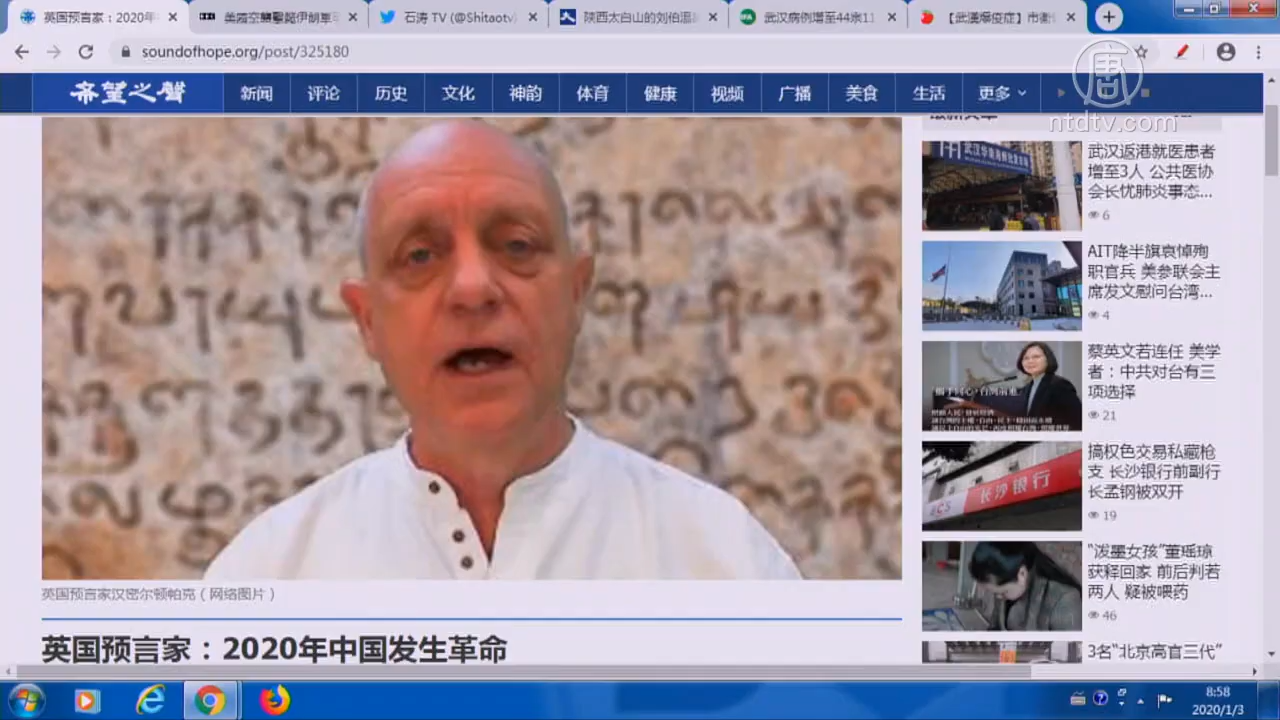 英国预言家：2020年
美國空襲擊斃伊朗軍
石涛 TV (@Shitaotv
陕西太白山的刘伯温
武汉病例增至44余11
【武漢爆疫症】市衞
soundofhope.org/post/325180
希望之聲
新闻
评论
历史
文化
神韵
体育
健康
视频
广播
美食
生活
更多
唐
ntdtv.com
武汉返港就医患者
增至3人 公共医协
会长忧肺炎事态...
6
AIT降半旗哀悼殉
职官兵 美参联会主
席发文慰问台湾...
4
蔡英文若连任 美学
者：中共对台有三
项选择
21
长沙银行
搞权色交易私藏枪
支 长沙银行前副行
长孟钢被双开
19
"泼墨女孩"董瑶琼
获释回家 前后判若
两人 疑被喂药
46
3名"北京高官三代"
英国预言家汉密尔顿帕克（网络图片）
英国预言家：2020年中国发生革命
8:58
2020/1/3